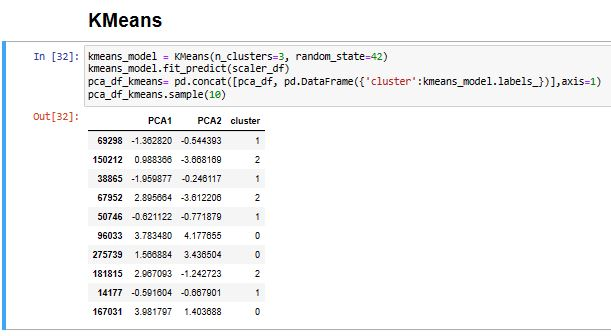 KMeans
In [32]: kmeans_model = KMeans(n_clusters=3, random_state=42)
kmeans_model.fit_predict(scaler_df)
pca_df_kmeans= pd.concat([pca_df, pd.DataFrame({'cluster':kmeans_model.labels_})],axis=1)
pca_df_kmeans.sample(10)
Out[32]:
PCA1 PCA2 cluster
69298 -1.362820 -0.544393 1
150212 0.988366 -3.668169 2
38865 -1.959877 -0.246117 1
67952 2.895664 -3.612206 2
50746 -0.621122 -0.771879 1
96033 3.783480 4.177655 0
275739 1.566884 3.436504 0
181815 2.967093 -1.242723 2
14177 -0.591604 -0.667901 1
167031 3.981797 1.403688 0